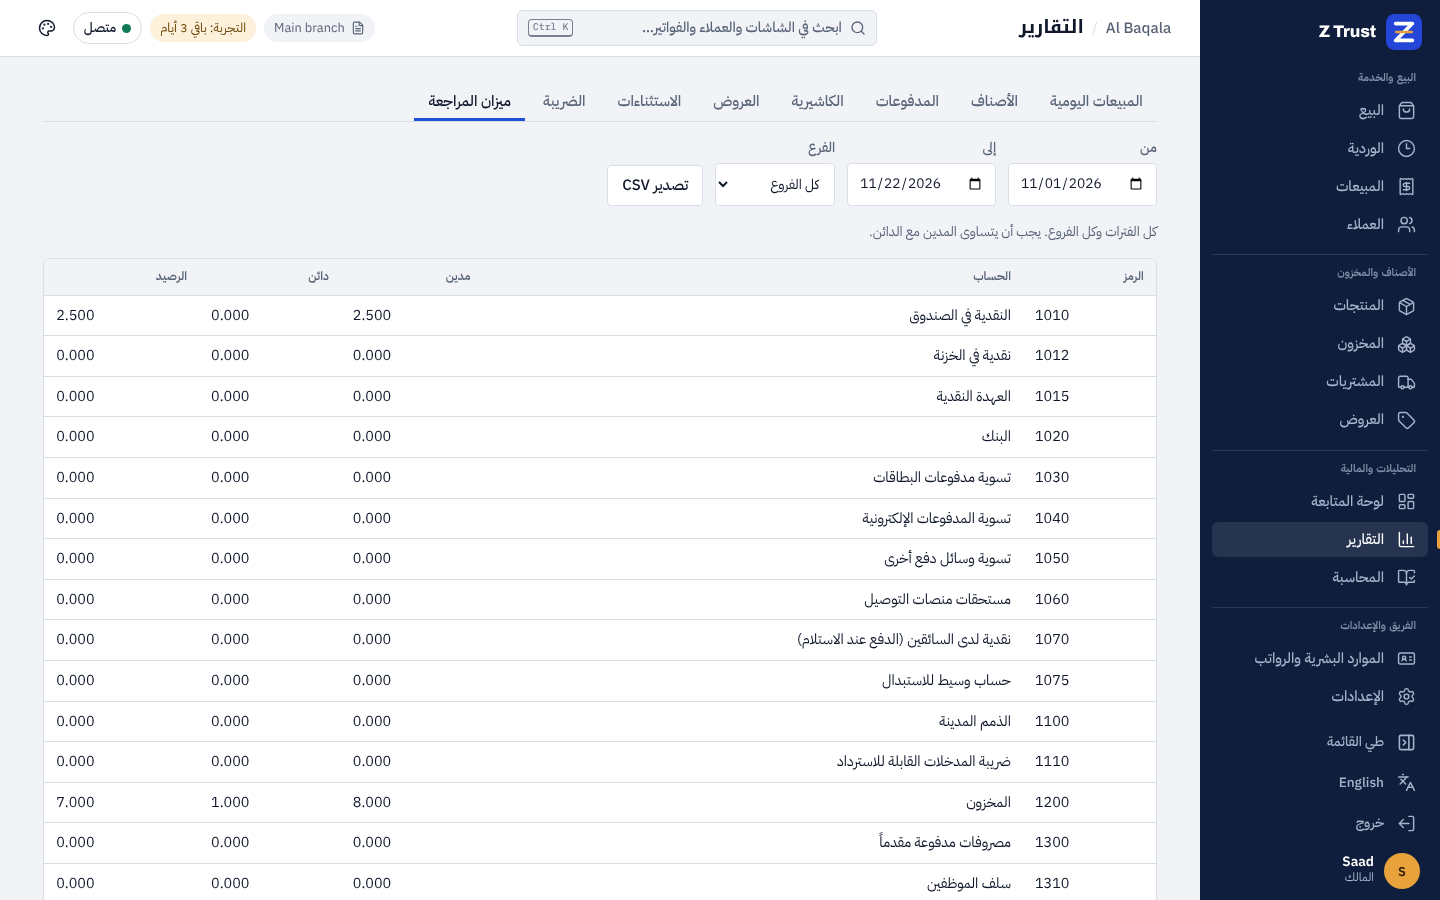 Z Trust
البيع والخدمة
البيع
الوردية
المبيعات
العملاء
الأصناف والمخزون
المنتجات
المخزون
المشتريات
العروض
التحليلات والمالية
لوحة المتابعة
التقارير
المحاسبة
الفريق والإعدادات
الموارد البشرية والرواتب
الإعدادات
طي القائمة
English
خروج
Saad
S
المالك
Al Baqala / التقارير
ابحث في الشاشات والعملاء والفواتير... Ctrl K
Main branch
التجربة: باقي 3 أيام
متصل
المبيعات اليومية الأصناف المدفوعات الكاشيرية العروض الاستثناءات الضريبة ميزان المراجعة
من إلى الفرع
11/01/2026 11/22/2026 كل الفروع تصدير CSV
كل الفترات وكل الفروع. يجب أن يتساوى المدين مع الدائن.
الرمز الحساب مدين دائن الرصيد
1010 النقدية في الصندوق 2.500 0.000 2.500
1012 نقدية في الخزنة 0.000 0.000 0.000
1015 العهدة النقدية 0.000 0.000 0.000
1020 البنك 0.000 0.000 0.000
1030 تسوية مدفوعات البطاقات 0.000 0.000 0.000
1040 تسوية المدفوعات الإلكترونية 0.000 0.000 0.000
1050 تسوية وسائل دفع أخرى 0.000 0.000 0.000
1060 مستحقات منصات التوصيل 0.000 0.000 0.000
1070 نقدية لدى السائقين (الدفع عند الاستلام) 0.000 0.000 0.000
1075 حساب وسيط للاستبدال 0.000 0.000 0.000
1100 الذمم المدينة 0.000 0.000 0.000
1110 ضريبة المدخلات القابلة للاسترداد 0.000 0.000 0.000
1200 المخزون 8.000 1.000 7.000
1300 مصروفات مدفوعة مقدماً 0.000 0.000 0.000
1310 سلف الموظفين 0.000 0.000 0.000